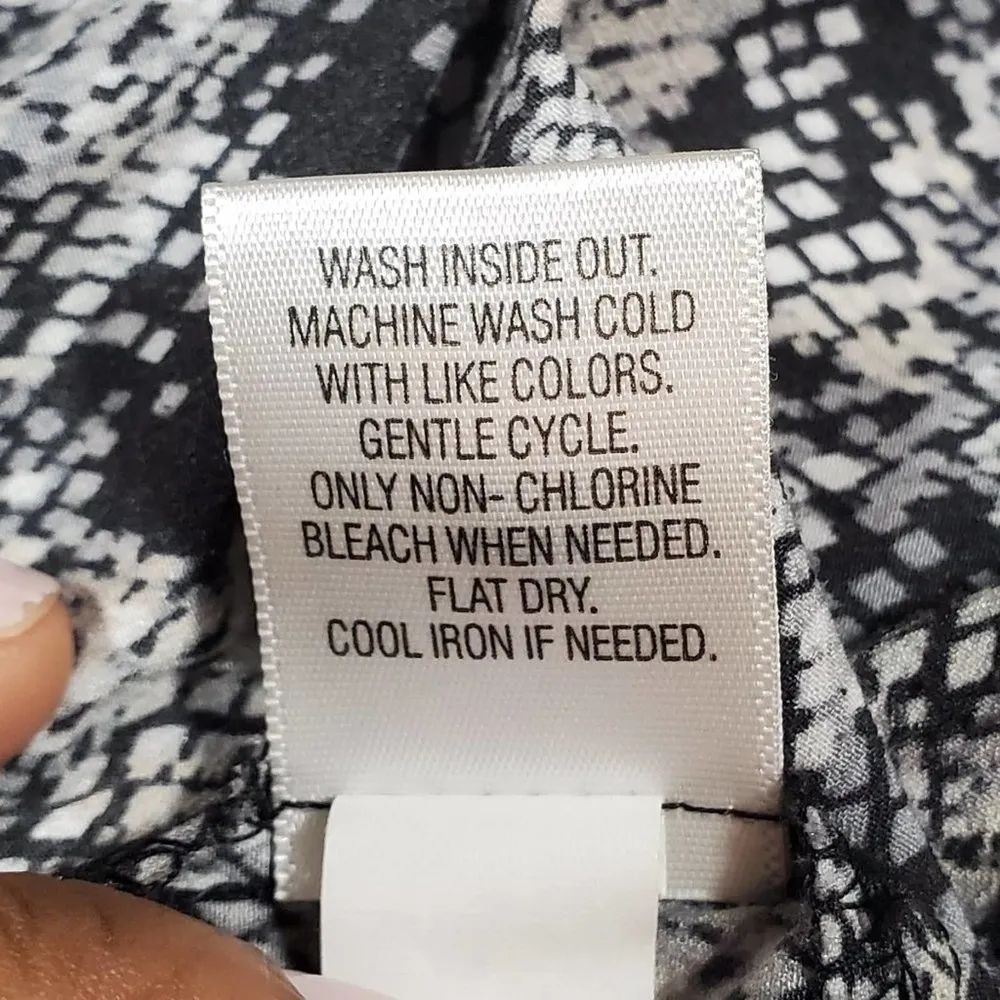 WASH INSIDE OUT.
MACHINE WASH COLD
WITH LIKE COLORS.
GENTLE CYCLE.
ONLY NON- CHLORINE
BLEACH WHEN NEEDED.
FLAT DRY.
COOL IRON IF NEEDED.